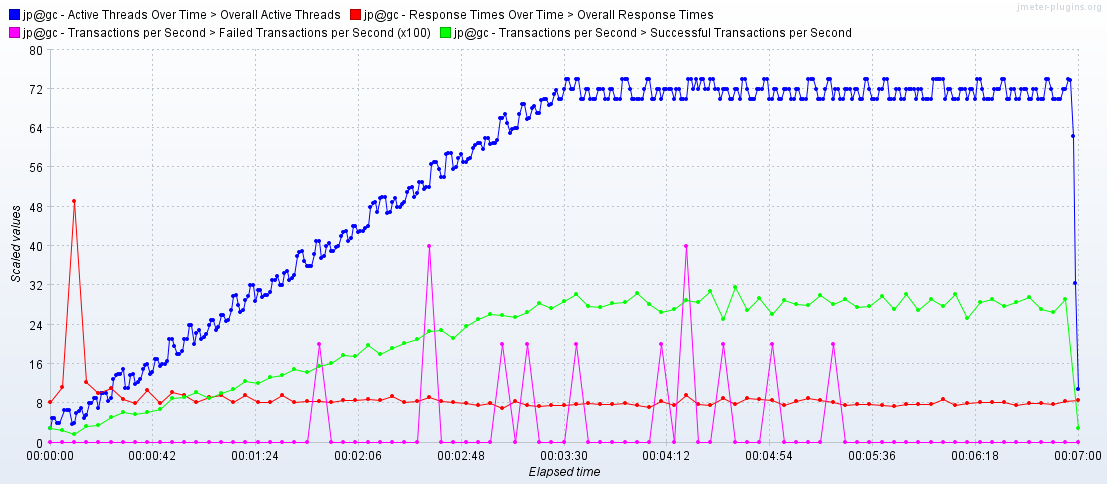 jmeter-plugins.org
jp@gc - Active Threads Over Time > Overall Active Threads jp@gc - Response Times Over Time > Overall Response Times
jp@gc - Transactions per Second > Failed Transactions per Second (x100) jp@gc - Transactions per Second > Successful Transactions per Second
80
72
64
56
48
40
32
24
16
8
0
Scaled values
00:00:00 00:00:42 00:01:24 00:02:06 00:02:48 00:03:30 00:04:12 00:04:54 00:05:36 00:06:18 00:07:00
Elapsed time